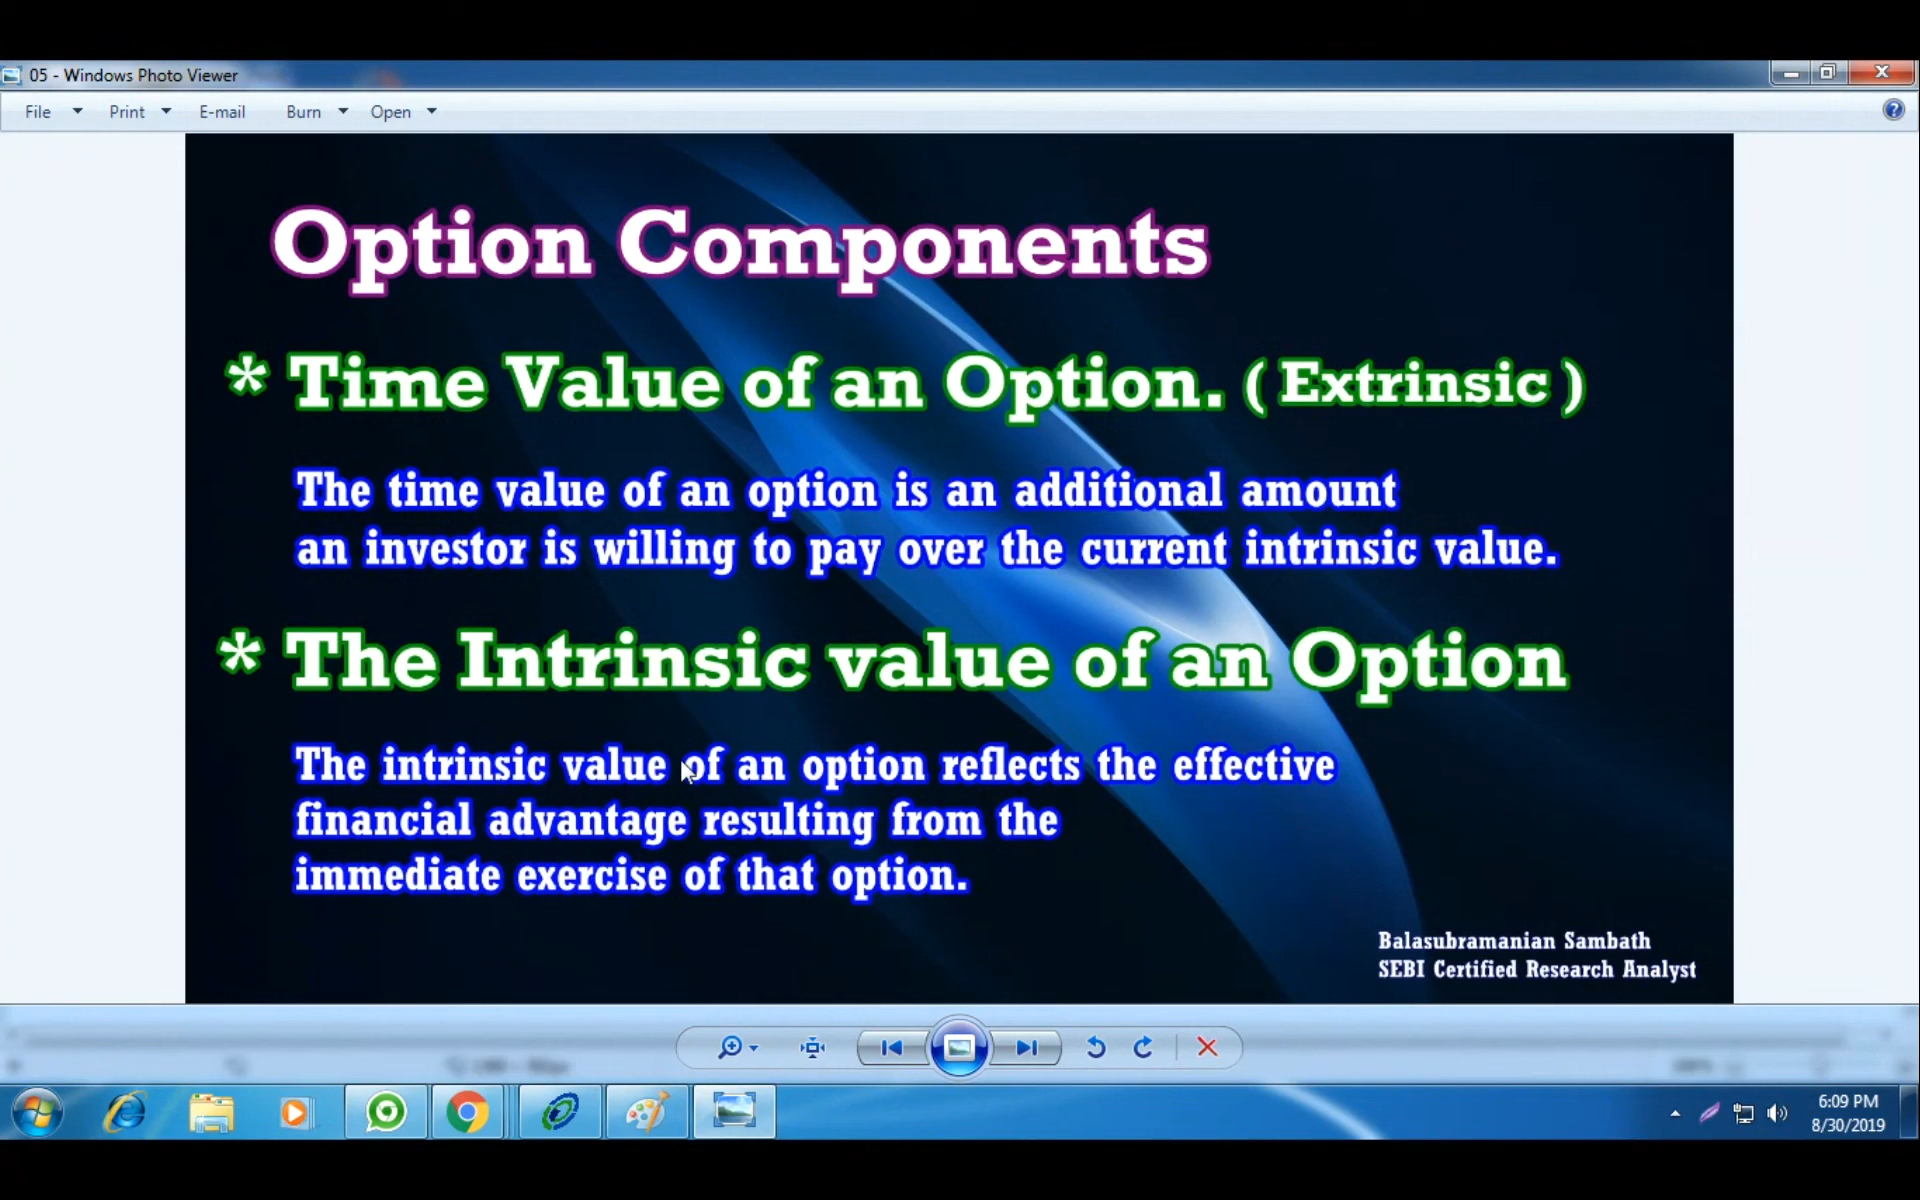 05 - Windows Photo Viewer
File Print E-mail Burn Open
Option Components
* Time Value of an Option. ( Extrinsic )
The time value of an option is an additional amount
an investor is willing to pay over the current intrinsic value.
* The Intrinsic value of an Option
The intrinsic value of an option reflects the effective
financial advantage resulting from the
immediate exercise of that option.
Balasubramanian Sambath
SEBI Certified Research Analyst
6:09 PM
8/30/2019